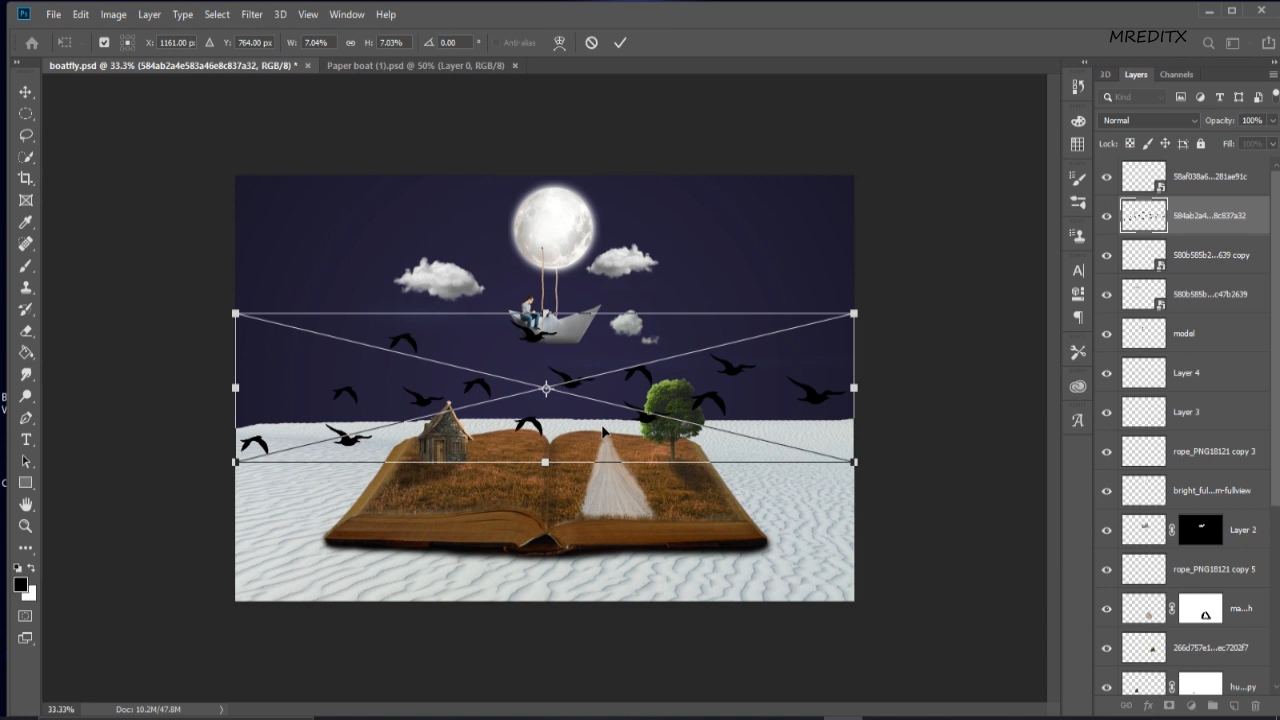 Ps File Edit Image Layer Type Select Filter 3D View Window Help
MREDITX
X: 1161.00 px Y: 764.00 px W: 7.04% H: 7.03% 0.00 ° Anti-alias
boatfly.psd @ 33.3% (584ab2a4e583a46e8c837a32, RGB/8) * × Paper boat (1).psd @ 50% (Layer 0, RGB/8) ×
3D Layers Channels
Kind
Normal Opacity: 100%
Lock: Fill: 100%
58af038a6...281ae91c
584ab2a4...8c837a32
580b585b2...639 copy
580b585b...c47b2639
model
Layer 4
Layer 3
rope_PNG18121 copy 3
bright_ful...m-fullview
Layer 2
rope_PNG18121 copy 5
ma...h
266d757e1...ec7202f7
hu...py
33.33% Doc: 10.2M/47.8M